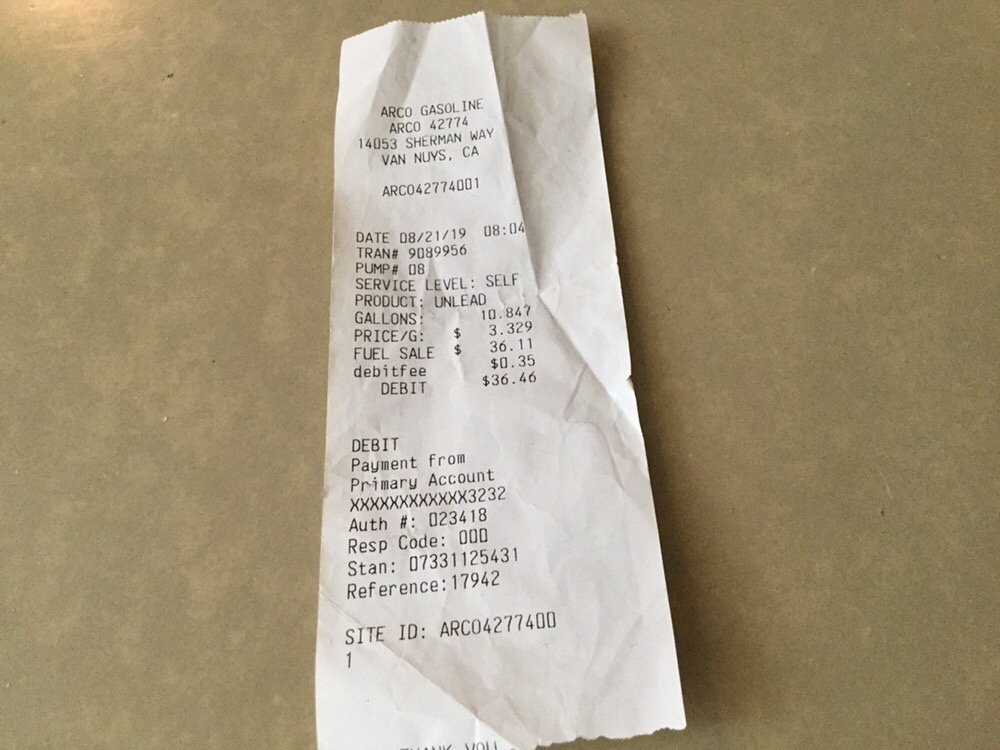 ARCO GASOLINE
ARCO 42774
14053 SHERMAN WAY
VAN NUYS, CA
ARCO42774001
DATE 08/21/19 08:04
TRAN# 9089956
PUMP# 08
SERVICE LEVEL: SELF
PRODUCT: UNLEAD
GALLONS: 10.847
PRICE/G: $ 3.329
FUEL SALE $ 36.11
debitfee $0.35
DEBIT $36.46
DEBIT
Payment from
Primary Account
XXXXXXXXXXXX3232
Auth #: 023418
Resp Code: 000
Stan: 07331125431
Reference:17942
SITE ID: ARCO4277400
1
THANK YOU